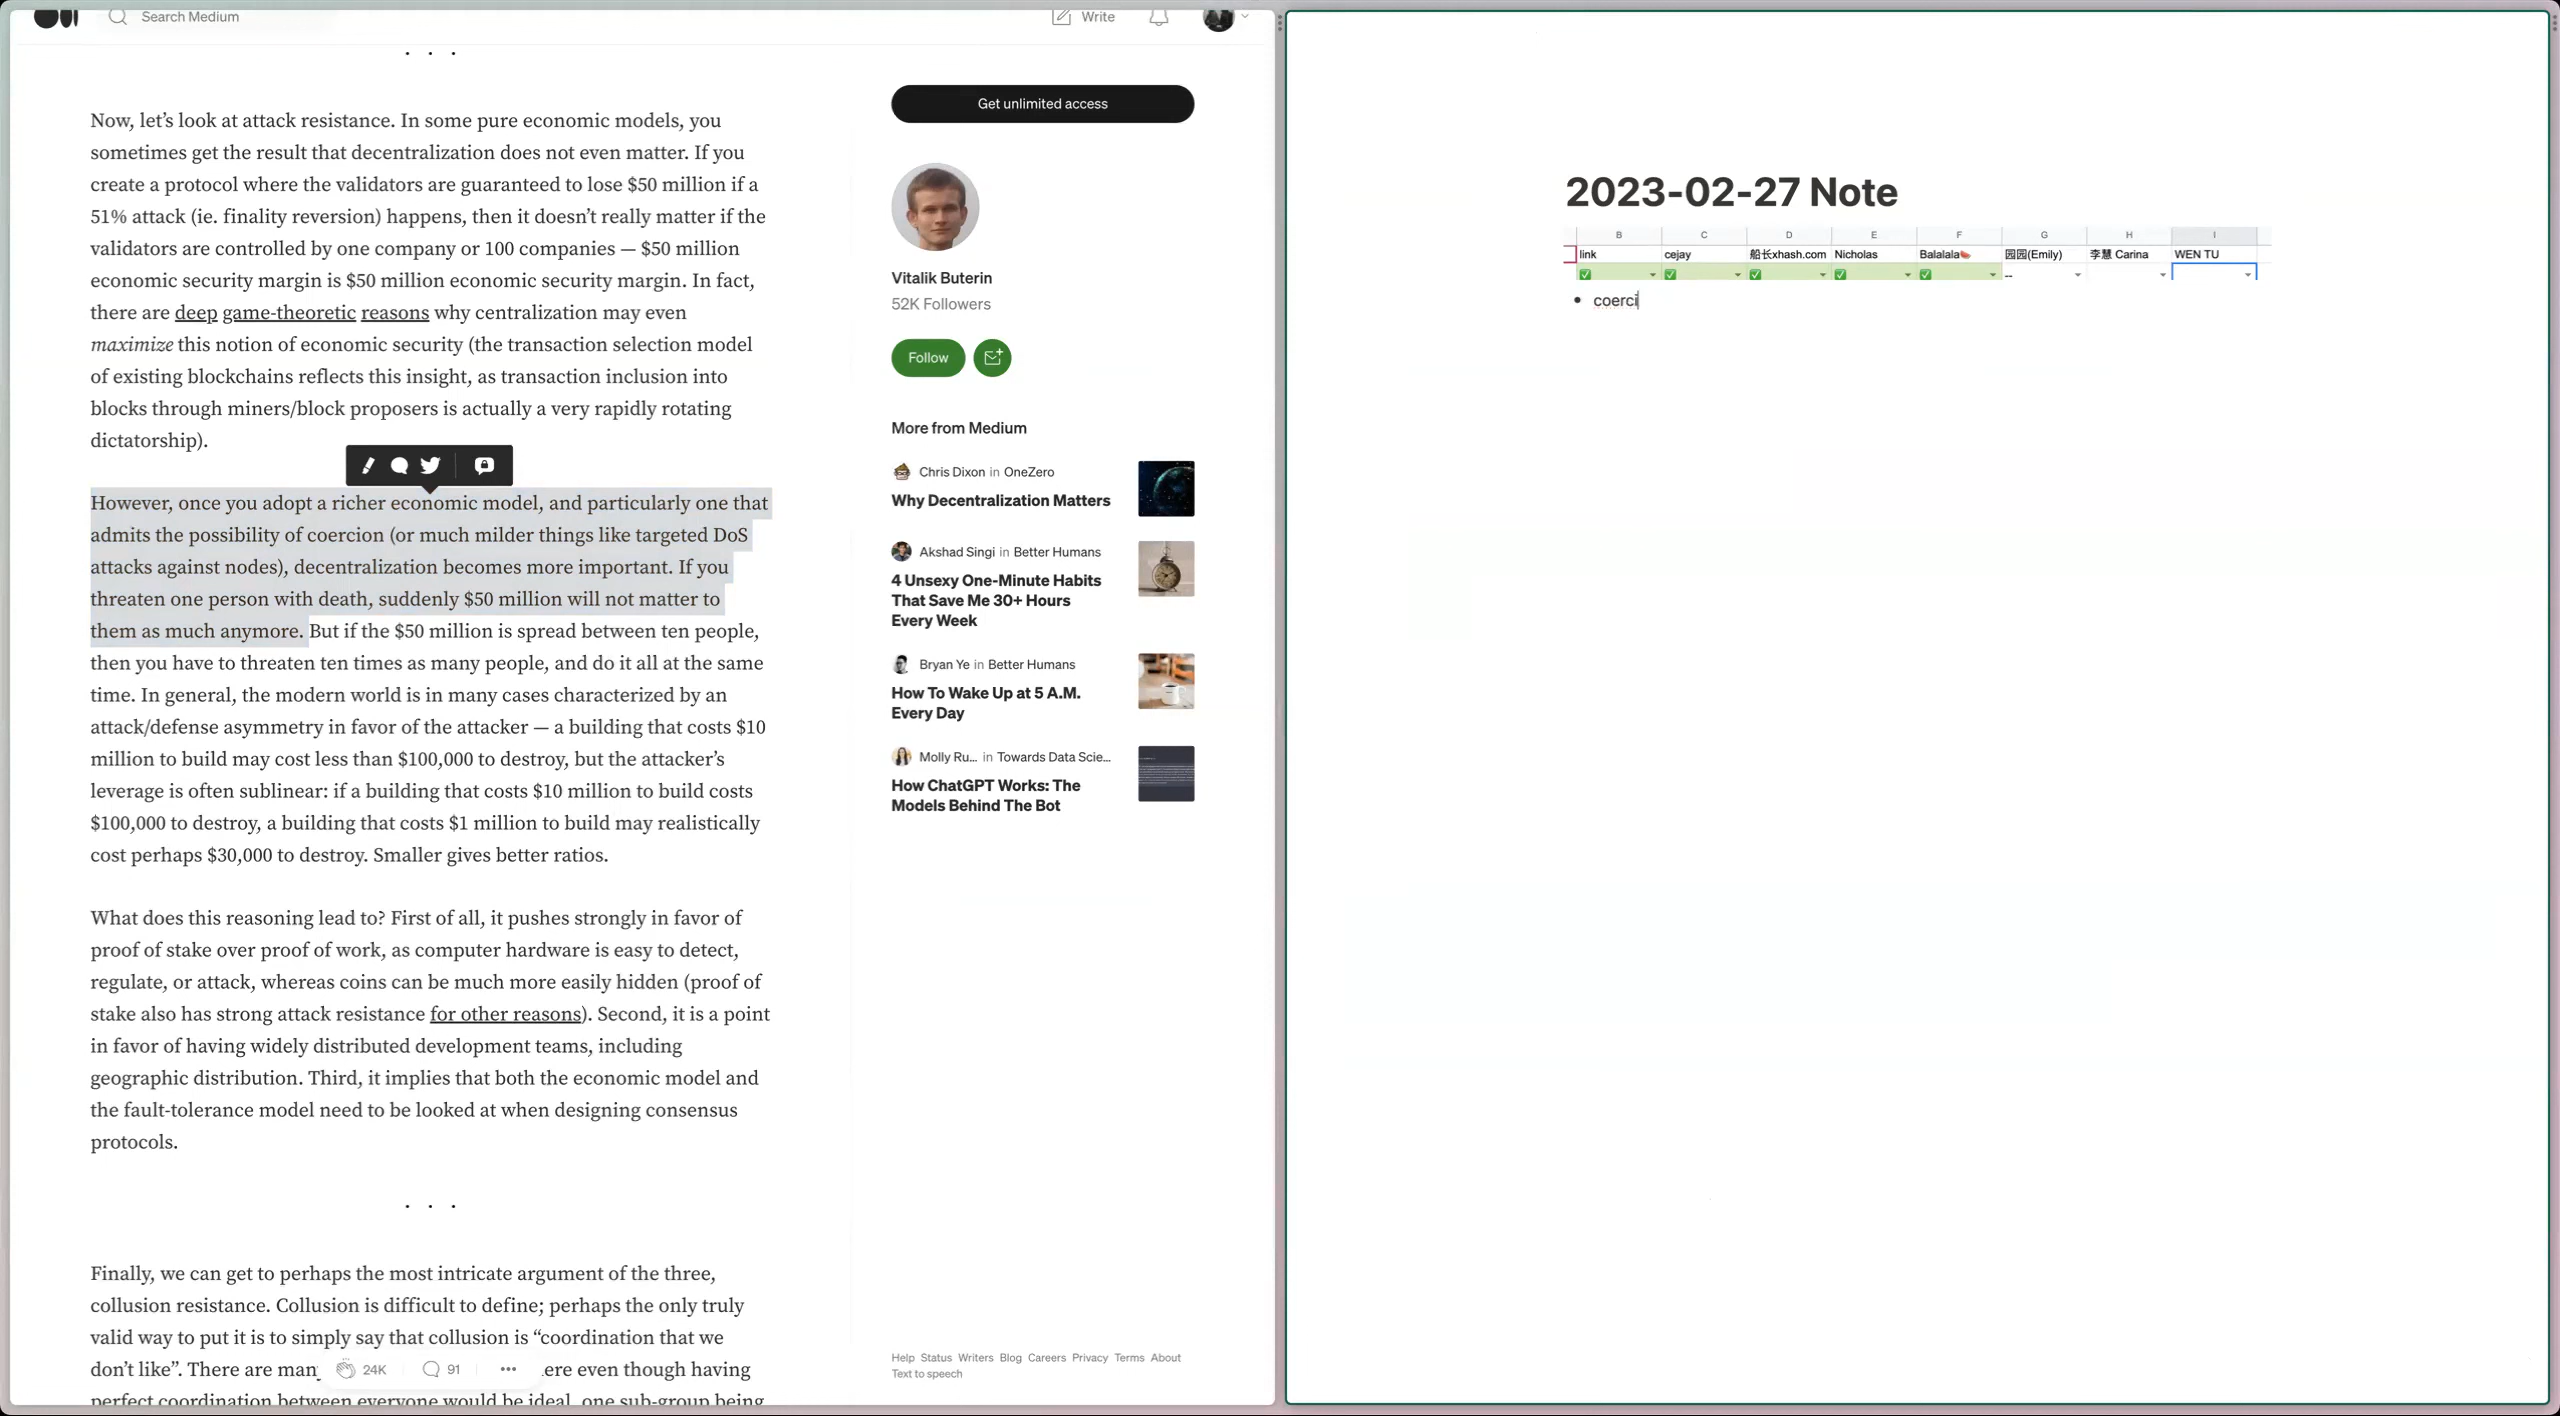 Search Medium
Write
. . .
Now, let’s look at attack resistance. In some pure economic models, you
sometimes get the result that decentralization does not even matter. If you
create a protocol where the validators are guaranteed to lose $50 million if a
51% attack (ie. finality reversion) happens, then it doesn’t really matter if the
validators are controlled by one company or 100 companies — $50 million
economic security margin is $50 million economic security margin. In fact,
there are deep game-theoretic reasons why centralization may even
maximize this notion of economic security (the transaction selection model
of existing blockchains reflects this insight, as transaction inclusion into
blocks through miners/block proposers is actually a very rapidly rotating
dictatorship).
However, once you adopt a richer economic model, and particularly one that
admits the possibility of coercion (or much milder things like targeted DoS
attacks against nodes), decentralization becomes more important. If you
threaten one person with death, suddenly $50 million will not matter to
them as much anymore. But if the $50 million is spread between ten people,
then you have to threaten ten times as many people, and do it all at the same
time. In general, the modern world is in many cases characterized by an
attack/defense asymmetry in favor of the attacker — a building that costs $10
million to build may cost less than $100,000 to destroy, but the attacker’s
leverage is often sublinear: if a building that costs $10 million to build costs
$100,000 to destroy, a building that costs $1 million to build may realistically
cost perhaps $30,000 to destroy. Smaller gives better ratios.
What does this reasoning lead to? First of all, it pushes strongly in favor of
proof of stake over proof of work, as computer hardware is easy to detect,
regulate, or attack, whereas coins can be much more easily hidden (proof of
stake also has strong attack resistance for other reasons). Second, it is a point
in favor of having widely distributed development teams, including
geographic distribution. Third, it implies that both the economic model and
the fault-tolerance model need to be looked at when designing consensus
protocols.
. . .
Finally, we can get to perhaps the most intricate argument of the three,
collusion resistance. Collusion is difficult to define; perhaps the only truly
valid way to put it is to simply say that collusion is “coordination that we
don’t like”. There are many ere even though having
perfect coordination between everyone would be ideal, one sub-group being
24K 91
Get unlimited access
Vitalik Buterin
52K Followers
Follow
More from Medium
Chris Dixon in OneZero
Why Decentralization Matters
Akshad Singi in Better Humans
4 Unsexy One-Minute Habits
That Save Me 30+ Hours
Every Week
Bryan Ye in Better Humans
How To Wake Up at 5 A.M.
Every Day
Molly Ru... in Towards Data Scie...
How ChatGPT Works: The
Models Behind The Bot
Help Status Writers Blog Careers Privacy Terms About
Text to speech
2023-02-27 Note
B C D E F G H I
link cejay 船长xhash.com Nicholas Balalala🍉 园园(Emily) 李慧 Carina WEN TU
--
• coerci